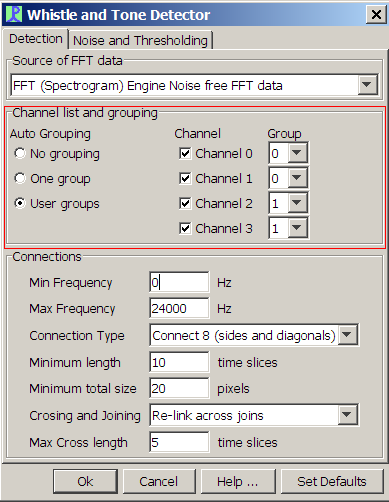 Whistle and Tone Detector
Detection
Noise and Thresholding
Source of FFT data
FFT (Spectrogram) Engine Noise free FFT data
Channel list and grouping
Auto Grouping Channel Group
No grouping Channel 0 0
One group Channel 1 0
User groups Channel 2 1
Channel 3 1
Connections
Min Frequency 0 Hz
Max Frequency 24000 Hz
Connection Type Connect 8 (sides and diagonals)
Minimum length 10 time slices
Minimum total size 20 pixels
Crosing and Joining Re-link across joins
Max Cross length 5 time slices
Ok Cancel Help ... Set Defaults